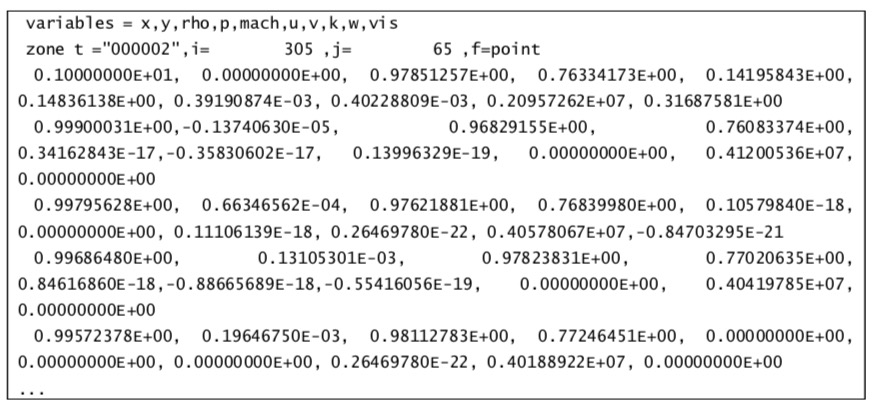 variables = x,y,rho,p,mach,u,v,k,w,vis
zone t ="000002",i= 305 ,j= 65 ,f=point
0.10000000E+01, 0.00000000E+00, 0.97851257E+00, 0.76334173E+00, 0.14195843E+00,
0.14836138E+00, 0.39190874E-03, 0.40228809E-03, 0.20957262E+07, 0.31687581E+00
0.99900031E+00,-0.13740630E-05, 0.96829155E+00, 0.76083374E+00,
0.34162843E-17,-0.35830602E-17, 0.13996329E-19, 0.00000000E+00, 0.41200536E+07,
0.00000000E+00
0.99795628E+00, 0.66346562E-04, 0.97621881E+00, 0.76839980E+00, 0.10579840E-18,
0.00000000E+00, 0.11106139E-18, 0.26469780E-22, 0.40578067E+07,-0.84703295E-21
0.99686480E+00, 0.13105301E-03, 0.97823831E+00, 0.77020635E+00,
0.84616860E-18,-0.88665689E-18,-0.55416056E-19, 0.00000000E+00, 0.40419785E+07,
0.00000000E+00
0.99572378E+00, 0.19646750E-03, 0.98112783E+00, 0.77246451E+00, 0.00000000E+00,
0.00000000E+00, 0.00000000E+00, 0.26469780E-22, 0.40188922E+07, 0.00000000E+00
...